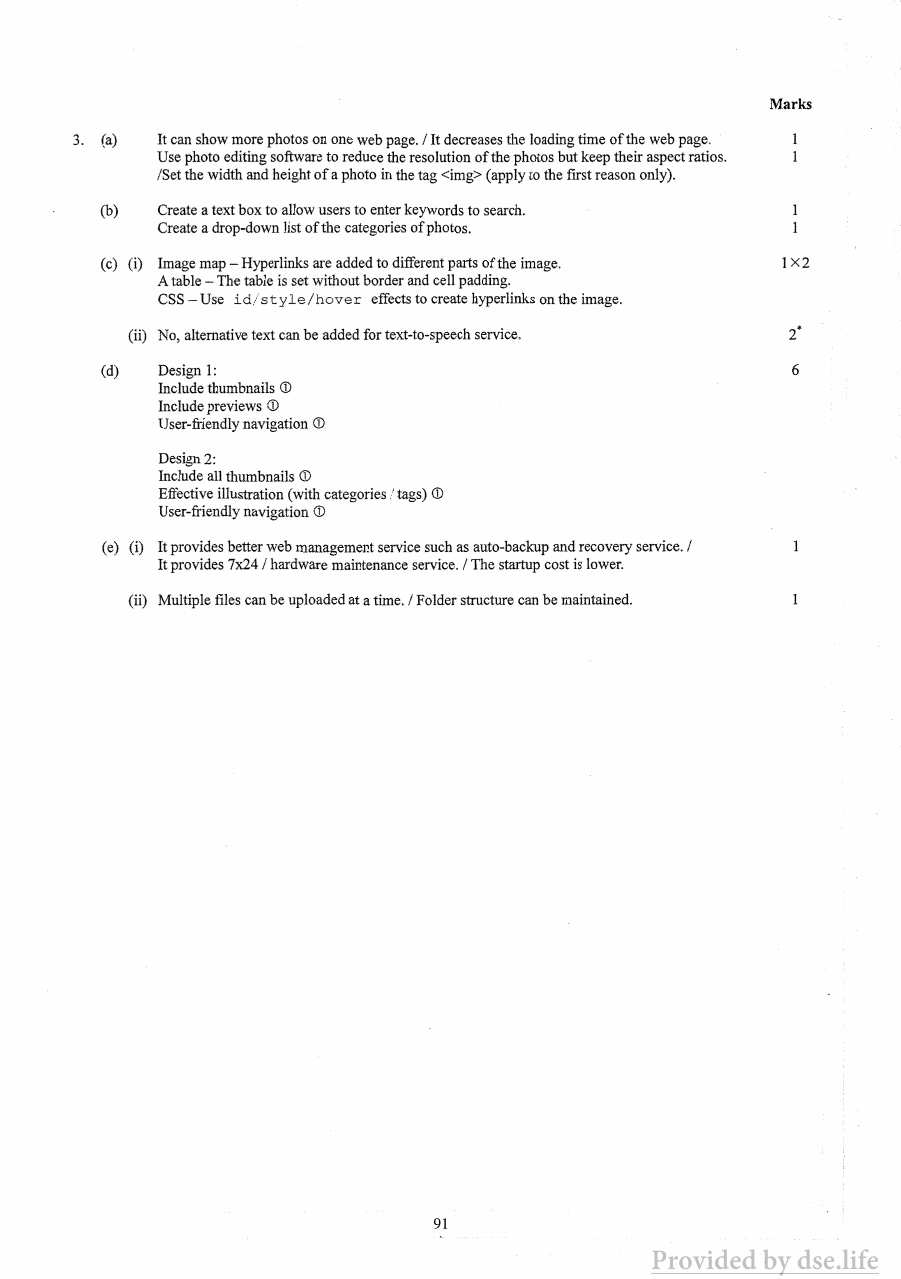 Marks
3. (a) It can show more photos on one web page. / It decreases the loading time of the web page. 1
Use photo editing software to reduce the resolution of the photos but keep their aspect ratios. 1
/Set the width and height of a photo in the tag <img> (apply to the first reason only).
(b) Create a text box to allow users to enter keywords to search. 1
Create a drop-down list of the categories of photos. 1
(c) (i) Image map – Hyperlinks are added to different parts of the image. 1×2
A table – The table is set without border and cell padding.
CSS – Use id/style/hover effects to create hyperlinks on the image.
(ii) No, alternative text can be added for text-to-speech service. 2*
(d) Design 1: 6
Include thumbnails ①
Include previews ①
User-friendly navigation ①
Design 2:
Include all thumbnails ①
Effective illustration (with categories / tags) ①
User-friendly navigation ①
(e) (i) It provides better web management service such as auto-backup and recovery service. / 1
It provides 7x24 / hardware maintenance service. / The startup cost is lower.
(ii) Multiple files can be uploaded at a time. / Folder structure can be maintained. 1
91
Provided by dse.life